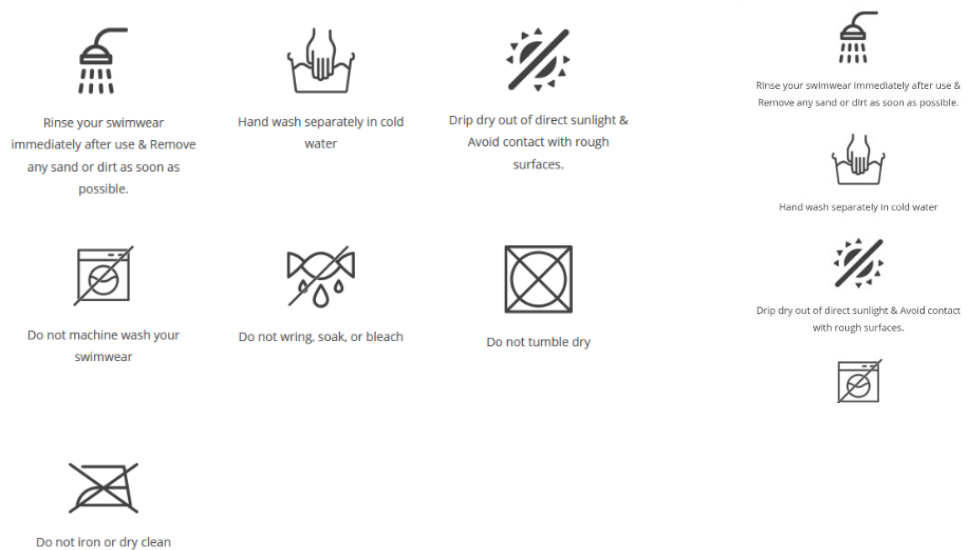 Rinse your swimwear
immediately after use & Remove
any sand or dirt as soon as
possible.
Hand wash separately in cold
water
Drip dry out of direct sunlight &
Avoid contact with rough
surfaces.
Do not machine wash your
swimwear
Do not wring, soak, or bleach
Do not tumble dry
Do not iron or dry clean
Rinse your swimwear immediately after use &
Remove any sand or dirt as soon as possible.
Hand wash separately in cold water
Drip dry out of direct sunlight & Avoid contact
with rough surfaces.